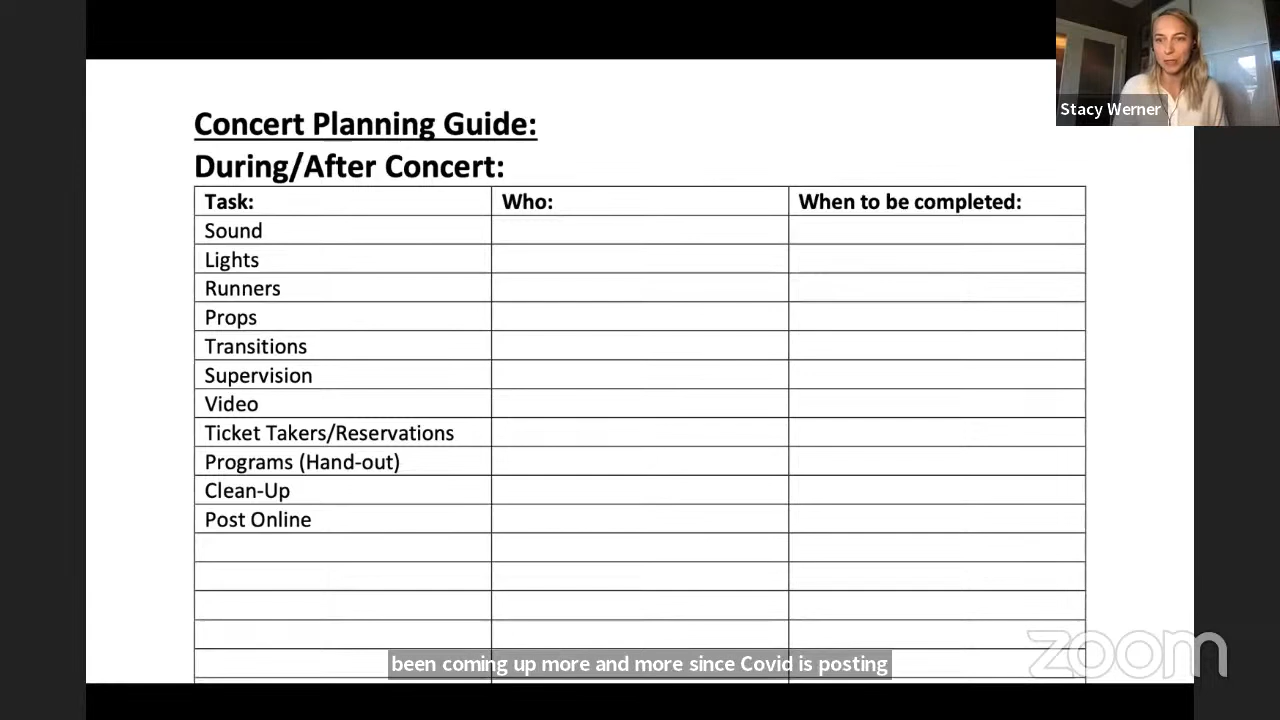 Stacy Werner
Concert Planning Guide:
During/After Concert:
Task: Who: When to be completed:
Sound
Lights
Runners
Props
Transitions
Supervision
Video
Ticket Takers/Reservations
Programs (Hand-out)
Clean-Up
Post Online
been coming up more and more since Covid is posting
zoom